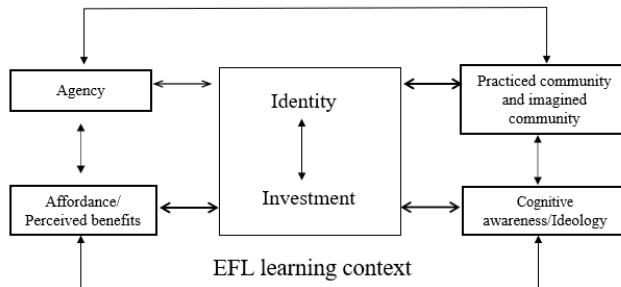 Agency
Identity
Investment
Practiced community
and imagined
community
Affordance/
Perceived benefits
Cognitive
awareness/Ideology
EFL learning context